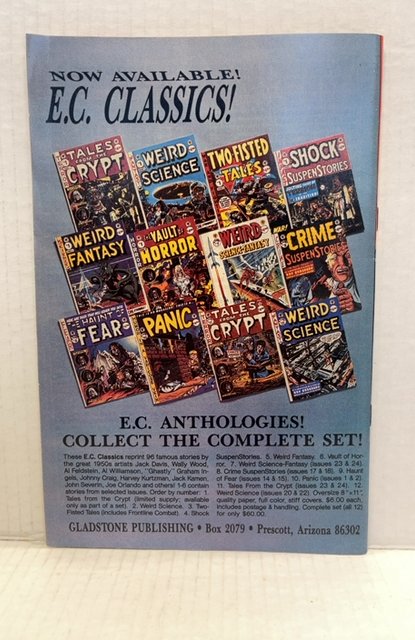 NOW AVAILABLE!
E.C. CLASSICS!
TALES
FROM THE
CRYPT
WEIRD
SCIENCE
TWO-FISTED
TALES
SHOCK
SUSPENSTORIES
WEIRD
FANTASY
VAULT OF
HORROR
WEIRD
SCIENCE-FANTASY
CRIME
SUSPENSTORIES
THE HAUNT OF
FEAR
PANIC
TALES
FROM THE
CRYPT
WEIRD
SCIENCE
E.C. ANTHOLOGIES!
COLLECT THE COMPLETE SET!
These E.C. Classics reprint 96 famous stories by
the great 1950s artists Jack Davis, Wally Wood,
Al Feldstein, Al Williamson, "Ghastly" Graham In-
gels, Johnny Craig, Harvey Kurtzman, Jack Kamen,
John Severin, Joe Orlando and others! 1-6 contain
stories from selected issues. Order by number: 1.
Tales from the Crypt (limited supply; available
only as part of a set). 2. Weird Science. 3. Two-
Fisted Tales (includes Frontline Combat). 4. Shock
SuspenStories. 5. Weird Fantasy. 6. Vault of Hor-
ror. 7. Weird Science-Fantasy (issues 23 & 24).
8. Crime SuspenStories (issues 17 & 18). 9. Haunt
of Fear (issues 14 & 15). 10. Panic (issues 1 & 2).
11. Tales From the Crypt (issues 23 & 24). 12.
Weird Science (issues 20 & 22). Oversize 8"x11",
quality paper, full color, stiff covers. $6.00 each.
Includes postage & handling. Complete set (all 12)
for only $60.00.
GLADSTONE PUBLISHING • Box 2079 • Prescott, Arizona 86302